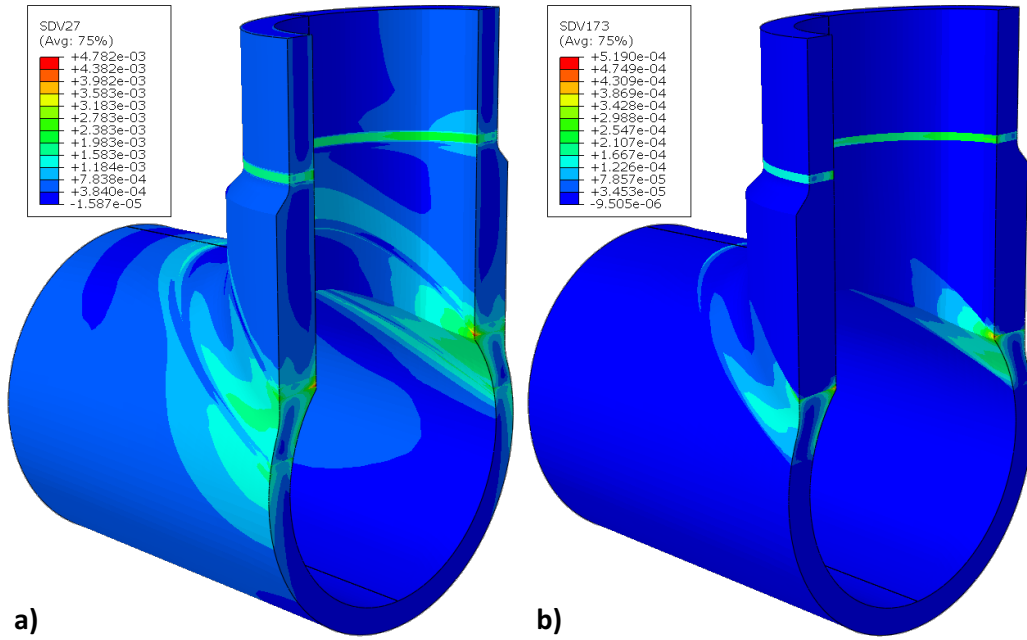 SDV27
(Avg: 75%)
+4.782e-03
+4.382e-03
+3.982e-03
+3.583e-03
+3.183e-03
+2.783e-03
+2.383e-03
+1.983e-03
+1.583e-03
+1.184e-03
+7.838e-04
+3.840e-04
-1.587e-05
a)
SDV173
(Avg: 75%)
+5.190e-04
+4.749e-04
+4.309e-04
+3.869e-04
+3.428e-04
+2.988e-04
+2.547e-04
+2.107e-04
+1.667e-04
+1.226e-04
+7.857e-05
+3.453e-05
-9.505e-06
b)